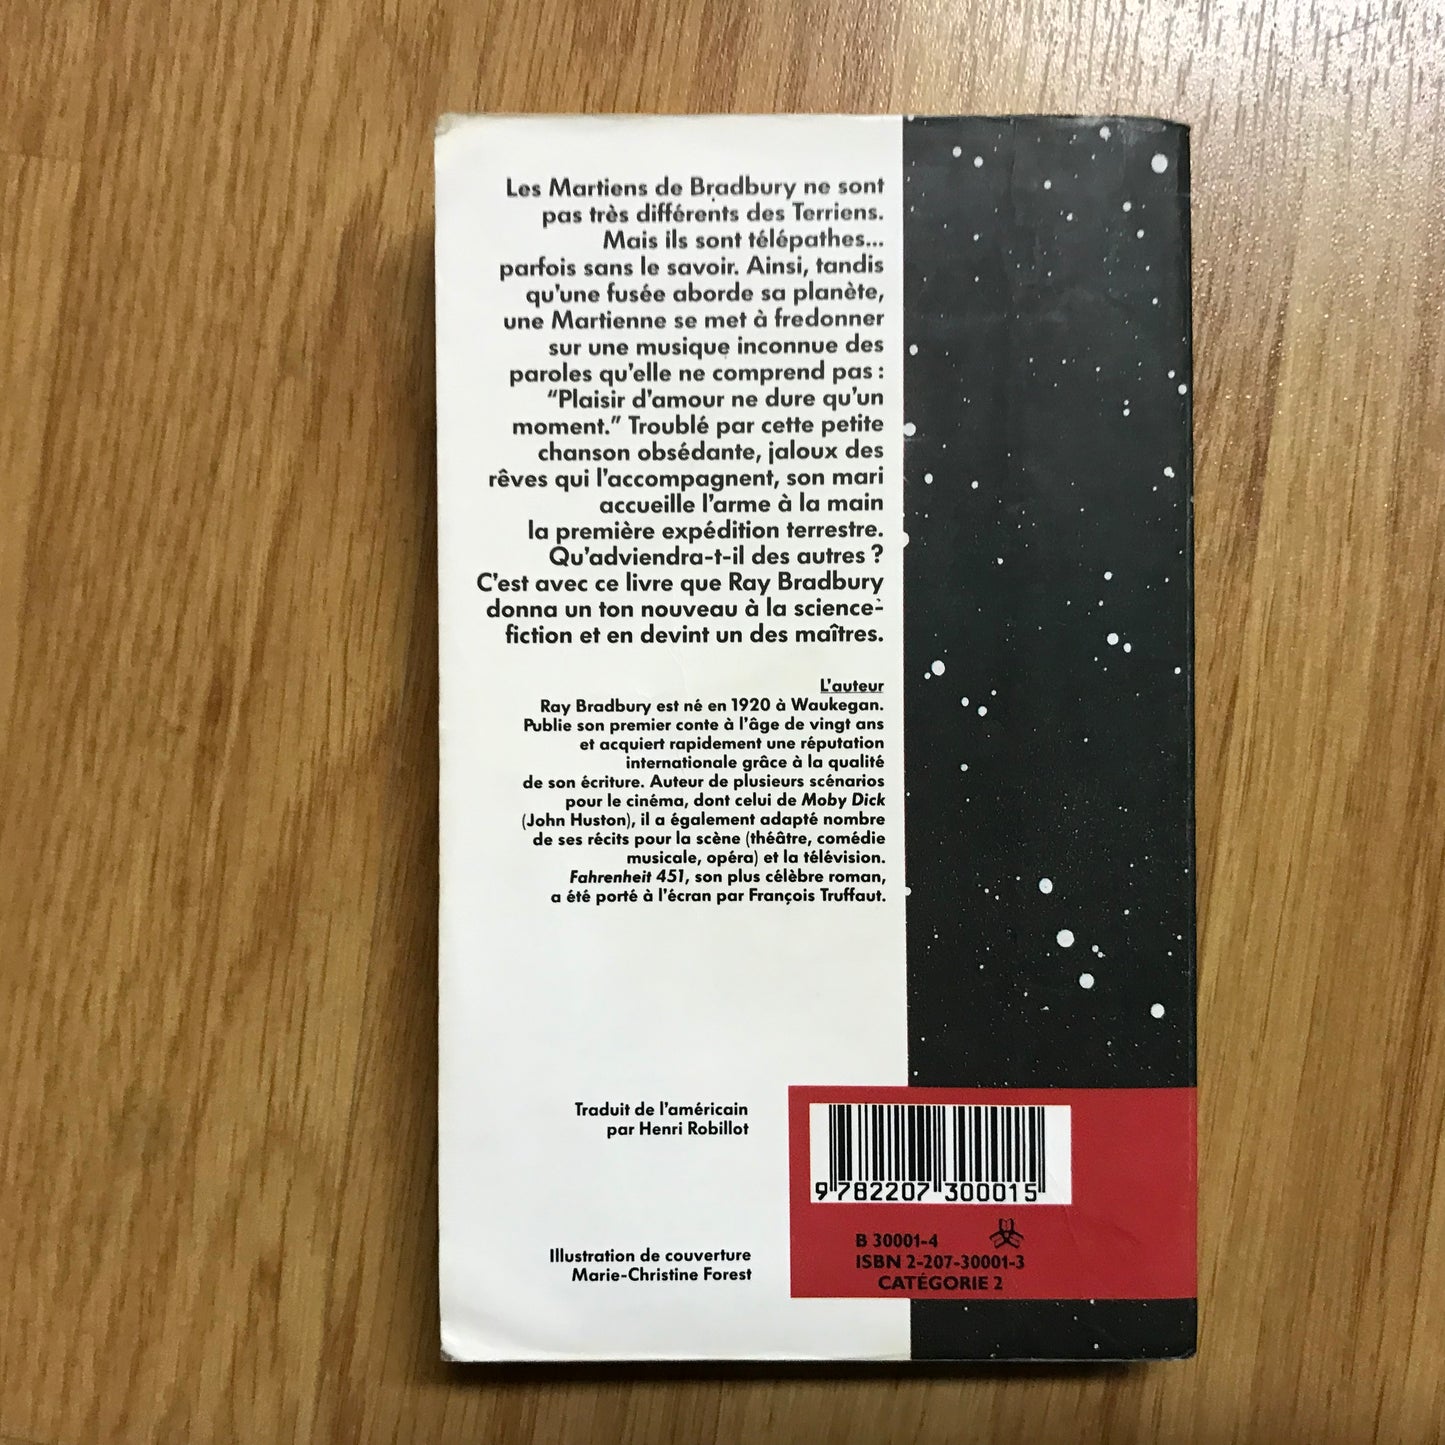 Les Martiens de Bradbury ne sont
pas très différents des Terriens.
Mais ils sont télépathes...
parfois sans le savoir. Ainsi, tandis
qu'une fusée aborde sa planète,
une Martienne se met à fredonner
sur une musique inconnue des
paroles qu'elle ne comprend pas :
“Plaisir d'amour ne dure qu'un
moment.” Troublé par cette petite
chanson obsédante, jaloux des
rêves qui l'accompagnent, son mari
accueille l'arme à la main
la première expédition terrestre.
Qu'adviendra-t-il des autres ?
C'est avec ce livre que Ray Bradbury
donna un ton nouveau à la science-
fiction et en devint un des maîtres.
L'auteur
Ray Bradbury est né en 1920 à Waukegan.
Publie son premier conte à l'âge de vingt ans
et acquiert rapidement une réputation
internationale grâce à la qualité
de son écriture. Auteur de plusieurs scénarios
pour le cinéma, dont celui de Moby Dick
(John Huston), il a également adapté nombre
de ses récits pour la scène (théâtre, comédie
musicale, opéra) et la télévision.
Fahrenheit 451, son plus célèbre roman,
a été porté à l'écran par François Truffaut.
Traduit de l'américain
par Henri Robillot
Illustration de couverture
Marie-Christine Forest
9 782207 300015
B 30001-4
ISBN 2-207-30001-3
CATÉGORIE 2